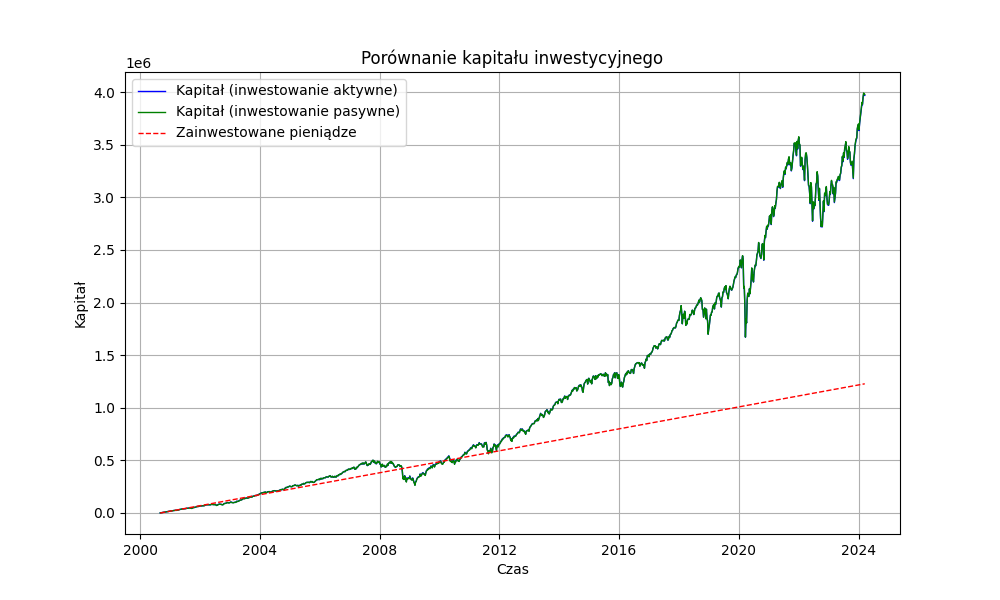 Porównanie kapitału inwestycyjnego
1e6
Kapitał (inwestowanie aktywne)
Kapitał (inwestowanie pasywne)
Zainwestowane pieniądze
4.0
3.5
3.0
2.5
2.0
1.5
1.0
0.5
0.0
Kapitał
2000 2004 2008 2012 2016 2020 2024
Czas